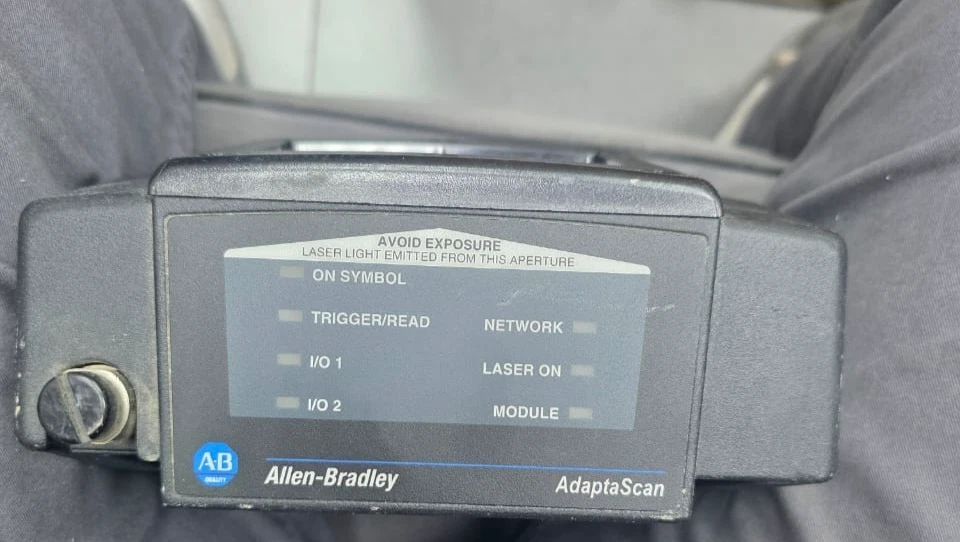 AVOID EXPOSURE
LASER LIGHT EMITTED FROM THIS APERTURE
ON SYMBOL
TRIGGER/READ
NETWORK
I/O 1
LASER ON
I/O 2
MODULE
A·B
QUALITY
Allen-Bradley
AdaptaScan